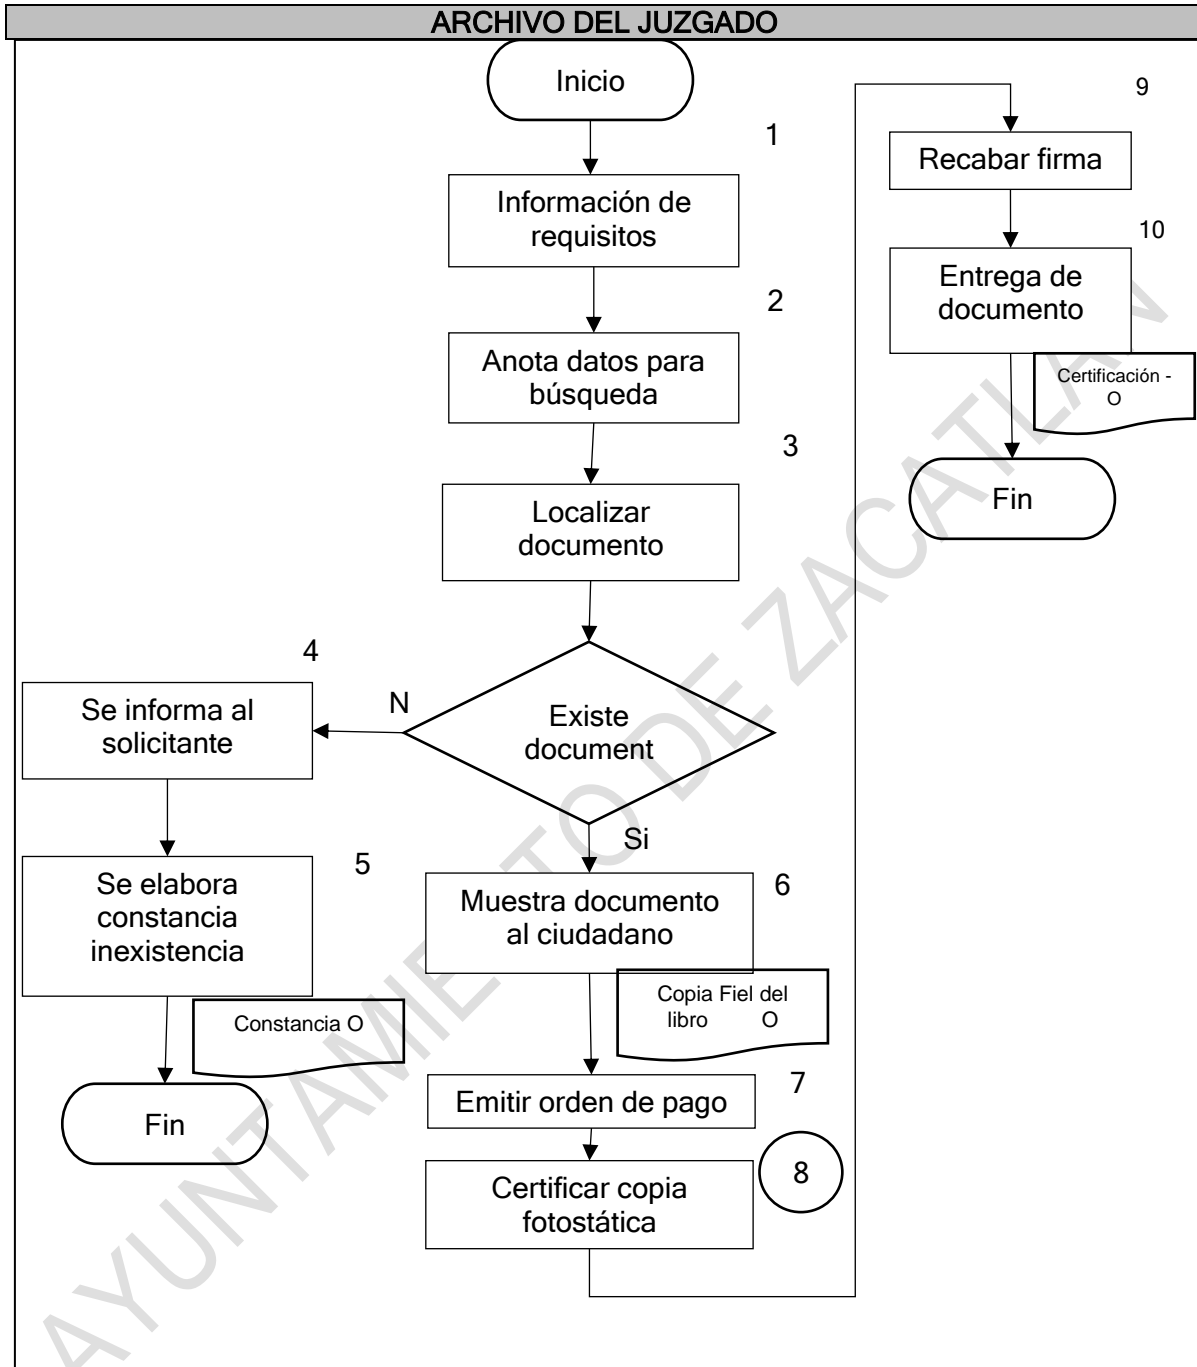 ARCHIVO DEL JUZGADO
Inicio
1
Información de
requisitos
2
Anota datos para
búsqueda
3
Localizar
documento
Existe
document
N
4
Se informa al
solicitante
5
Se elabora
constancia
inexistencia
Constancia O
Fin
Si
6
Muestra documento
al ciudadano
Copia Fiel del
libro O
7
Emitir orden de pago
8
Certificar copia
fotostática
9
Recabar firma
10
Entrega de
documento
Certificación -
O
Fin
AYUNTAMIENTO DE ZACATLAN